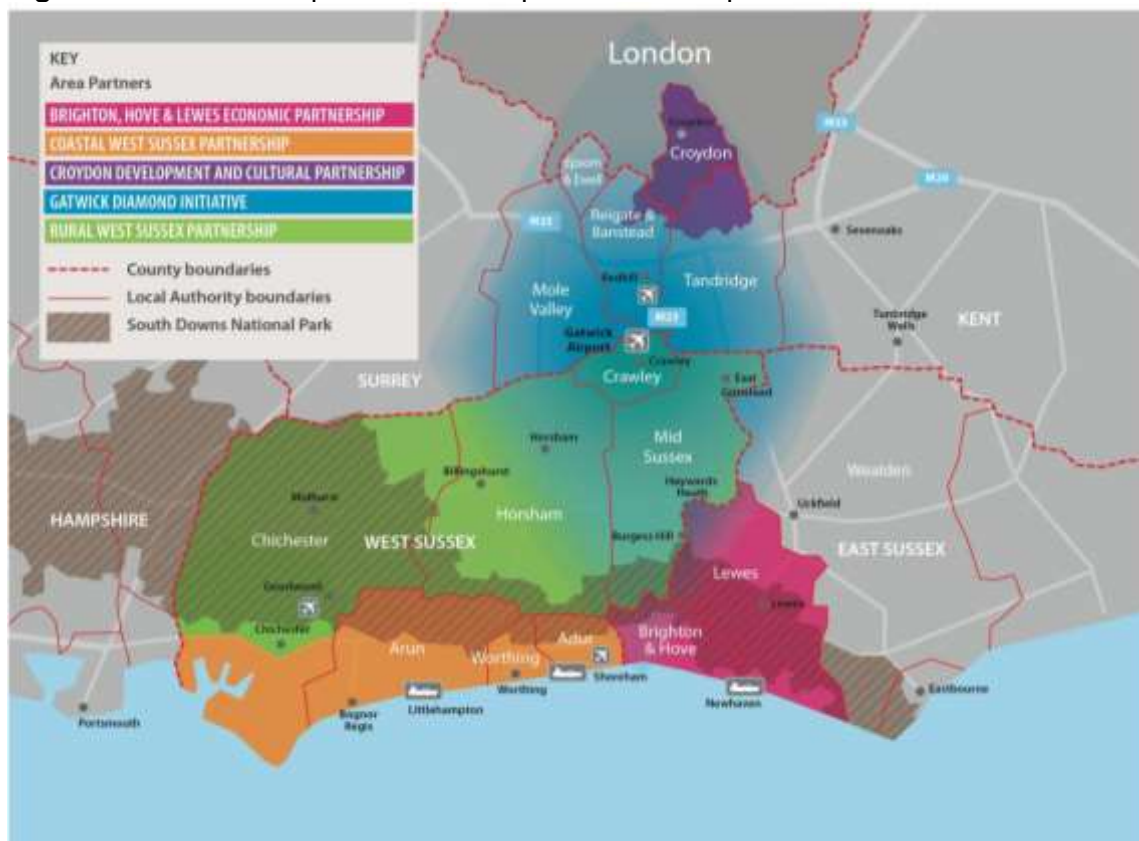 KEY
Area Partners
BRIGHTON, HOVE & LEWES ECONOMIC PARTNERSHIP
COASTAL WEST SUSSEX PARTNERSHIP
CROYDON DEVELOPMENT AND CULTURAL PARTNERSHIP
GATWICK DIAMOND INITIATIVE
RURAL WEST SUSSEX PARTNERSHIP
County boundaries
Local Authority boundaries
South Downs National Park
London
Croydon
Croydon
Epsom
& Ewell
Reigate &
Banstead
M25
M25
M26
Sevenoaks
Redhill
Mole
Valley
Tandridge
M23
Tunbridge
Wells
KENT
Gatwick
Airport
Crawley
Crawley
SURREY
East
Grinstead
Horsham
Mid
Sussex
Billingshurst
Haywards
Heath
Wealden
Uckfield
Midhurst
HAMPSHIRE
Chichester
WEST SUSSEX
Horsham
Burgess Hill
EAST SUSSEX
Lewes
Lewes
Goodwood
Chichester
Arun
Worthing
Adur
Brighton
& Hove
Shoreham
Worthing
Littlehampton
Bognor
Regis
Newhaven
Eastbourne
Portsmouth